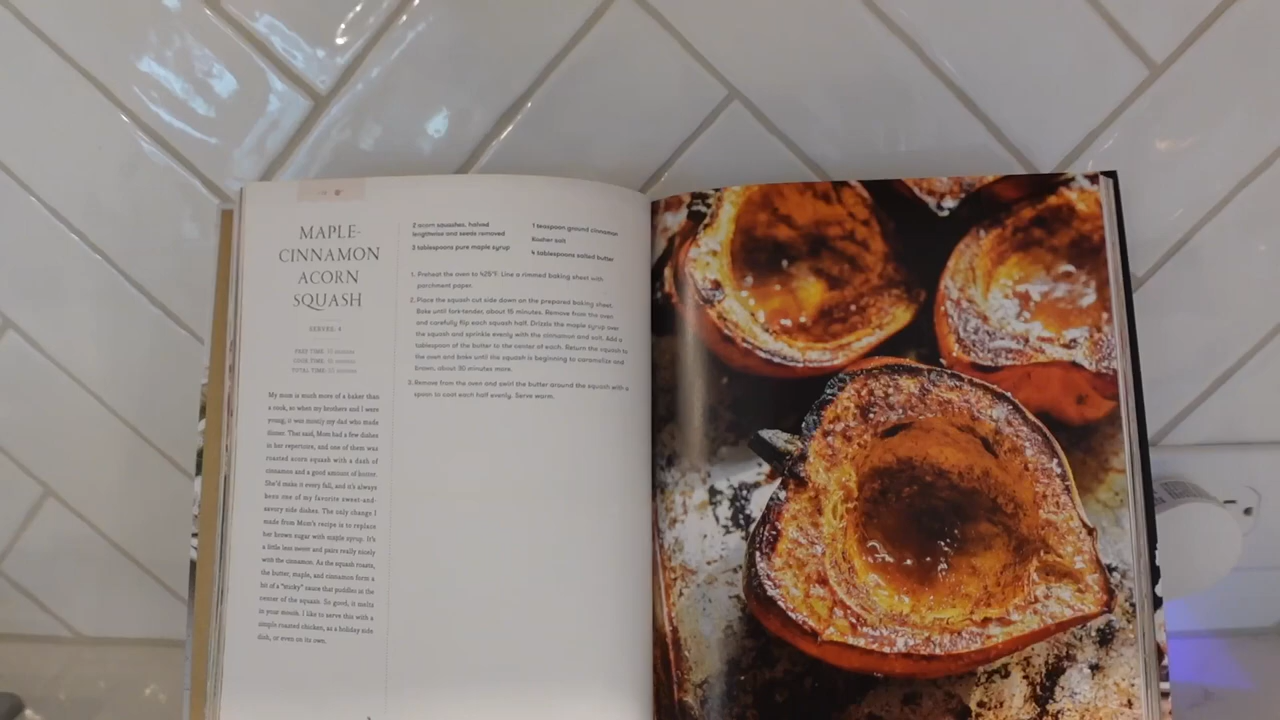 MAPLE-
CINNAMON
ACORN
SQUASH
SERVES: 4
PREP TIME: 15 minutes
COOK TIME:
TOTAL TIME:
My mom is much more of a baker than
a cook, so when my brothers and I were
young, it was mostly my dad who made
dinner. That said, Mom had a few dishes
in her repertoire, and one of them was
roasted acorn squash with a dash of
cinnamon and a good amount of butter.
She'd make it every fall, and it's always
been one of my favorite sweet-and-
savory side dishes. The only change I
made from Mom's recipe is to replace
her brown sugar with maple syrup. It's
a little less sweet and pairs really nicely
with the cinnamon. As the squash roasts,
the butter, maple, and cinnamon form a
bit of a "sticky" sauce that puddles at the
center of the squash. So good, it melts
in your mouth. I like to serve this with a
simple roasted chicken, as a holiday side
dish, or even on its own.
2 acorn squashes, halved
lengthwise and seeds removed
3 tablespoons pure maple syrup
1 teaspoon ground cinnamon
Kosher salt
4 tablespoons salted butter
1. Preheat the oven to 425°F. Line a rimmed baking sheet with
parchment paper.
2. Place the squash cut side down on the prepared baking sheet.
Bake until fork-tender, about 15 minutes. Remove from the oven
and carefully flip each squash half. Drizzle the maple syrup over
the squash and sprinkle evenly with the cinnamon and salt. Add a
tablespoon of the butter to the center of each. Return the squash to
the oven and bake until the squash is beginning to caramelize and
brown, about 30 minutes more.
3. Remove from the oven and swirl the butter around the squash with a
spoon to coat each half evenly. Serve warm.